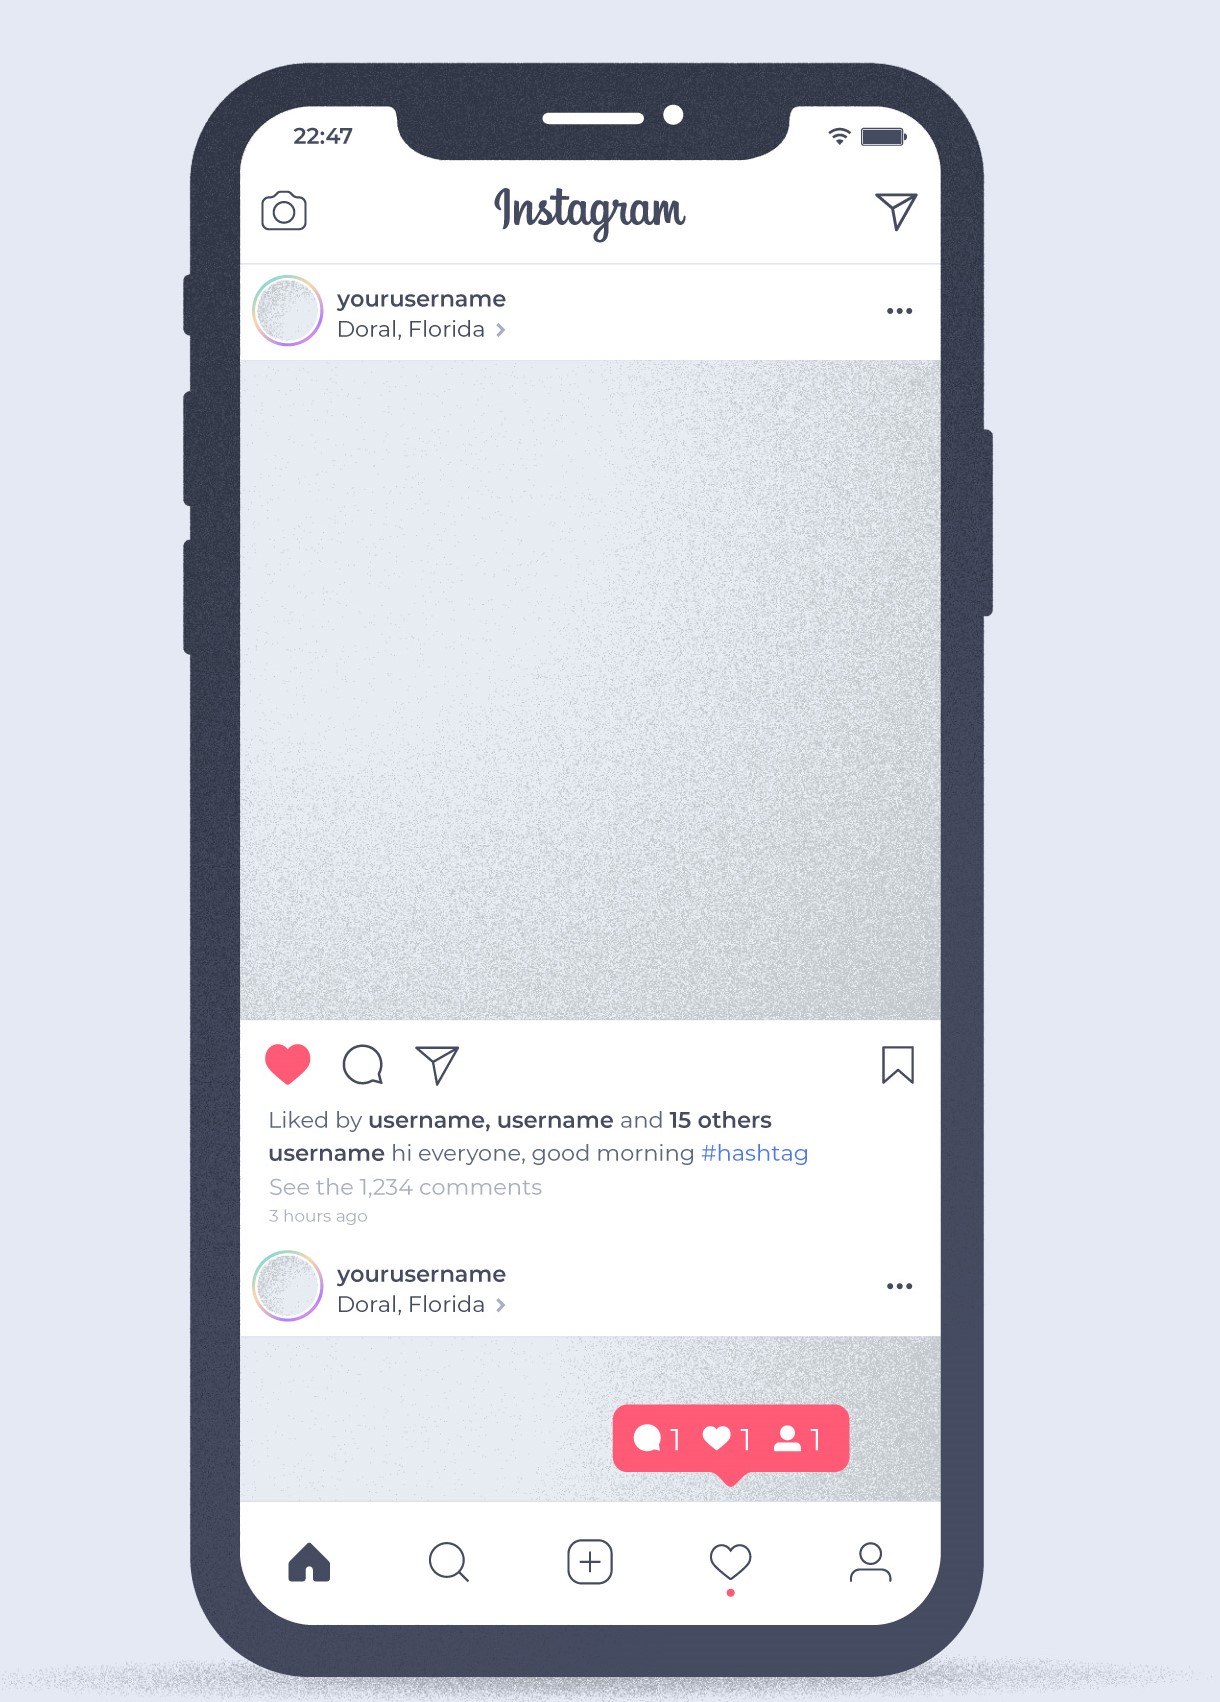 22:47
Instagram
yourusername
Doral, Florida
Liked by username, username and 15 others
username hi everyone, good morning #hashtag
See the 1,234 comments
3 hours ago
yourusername
Doral, Florida
1 1 1